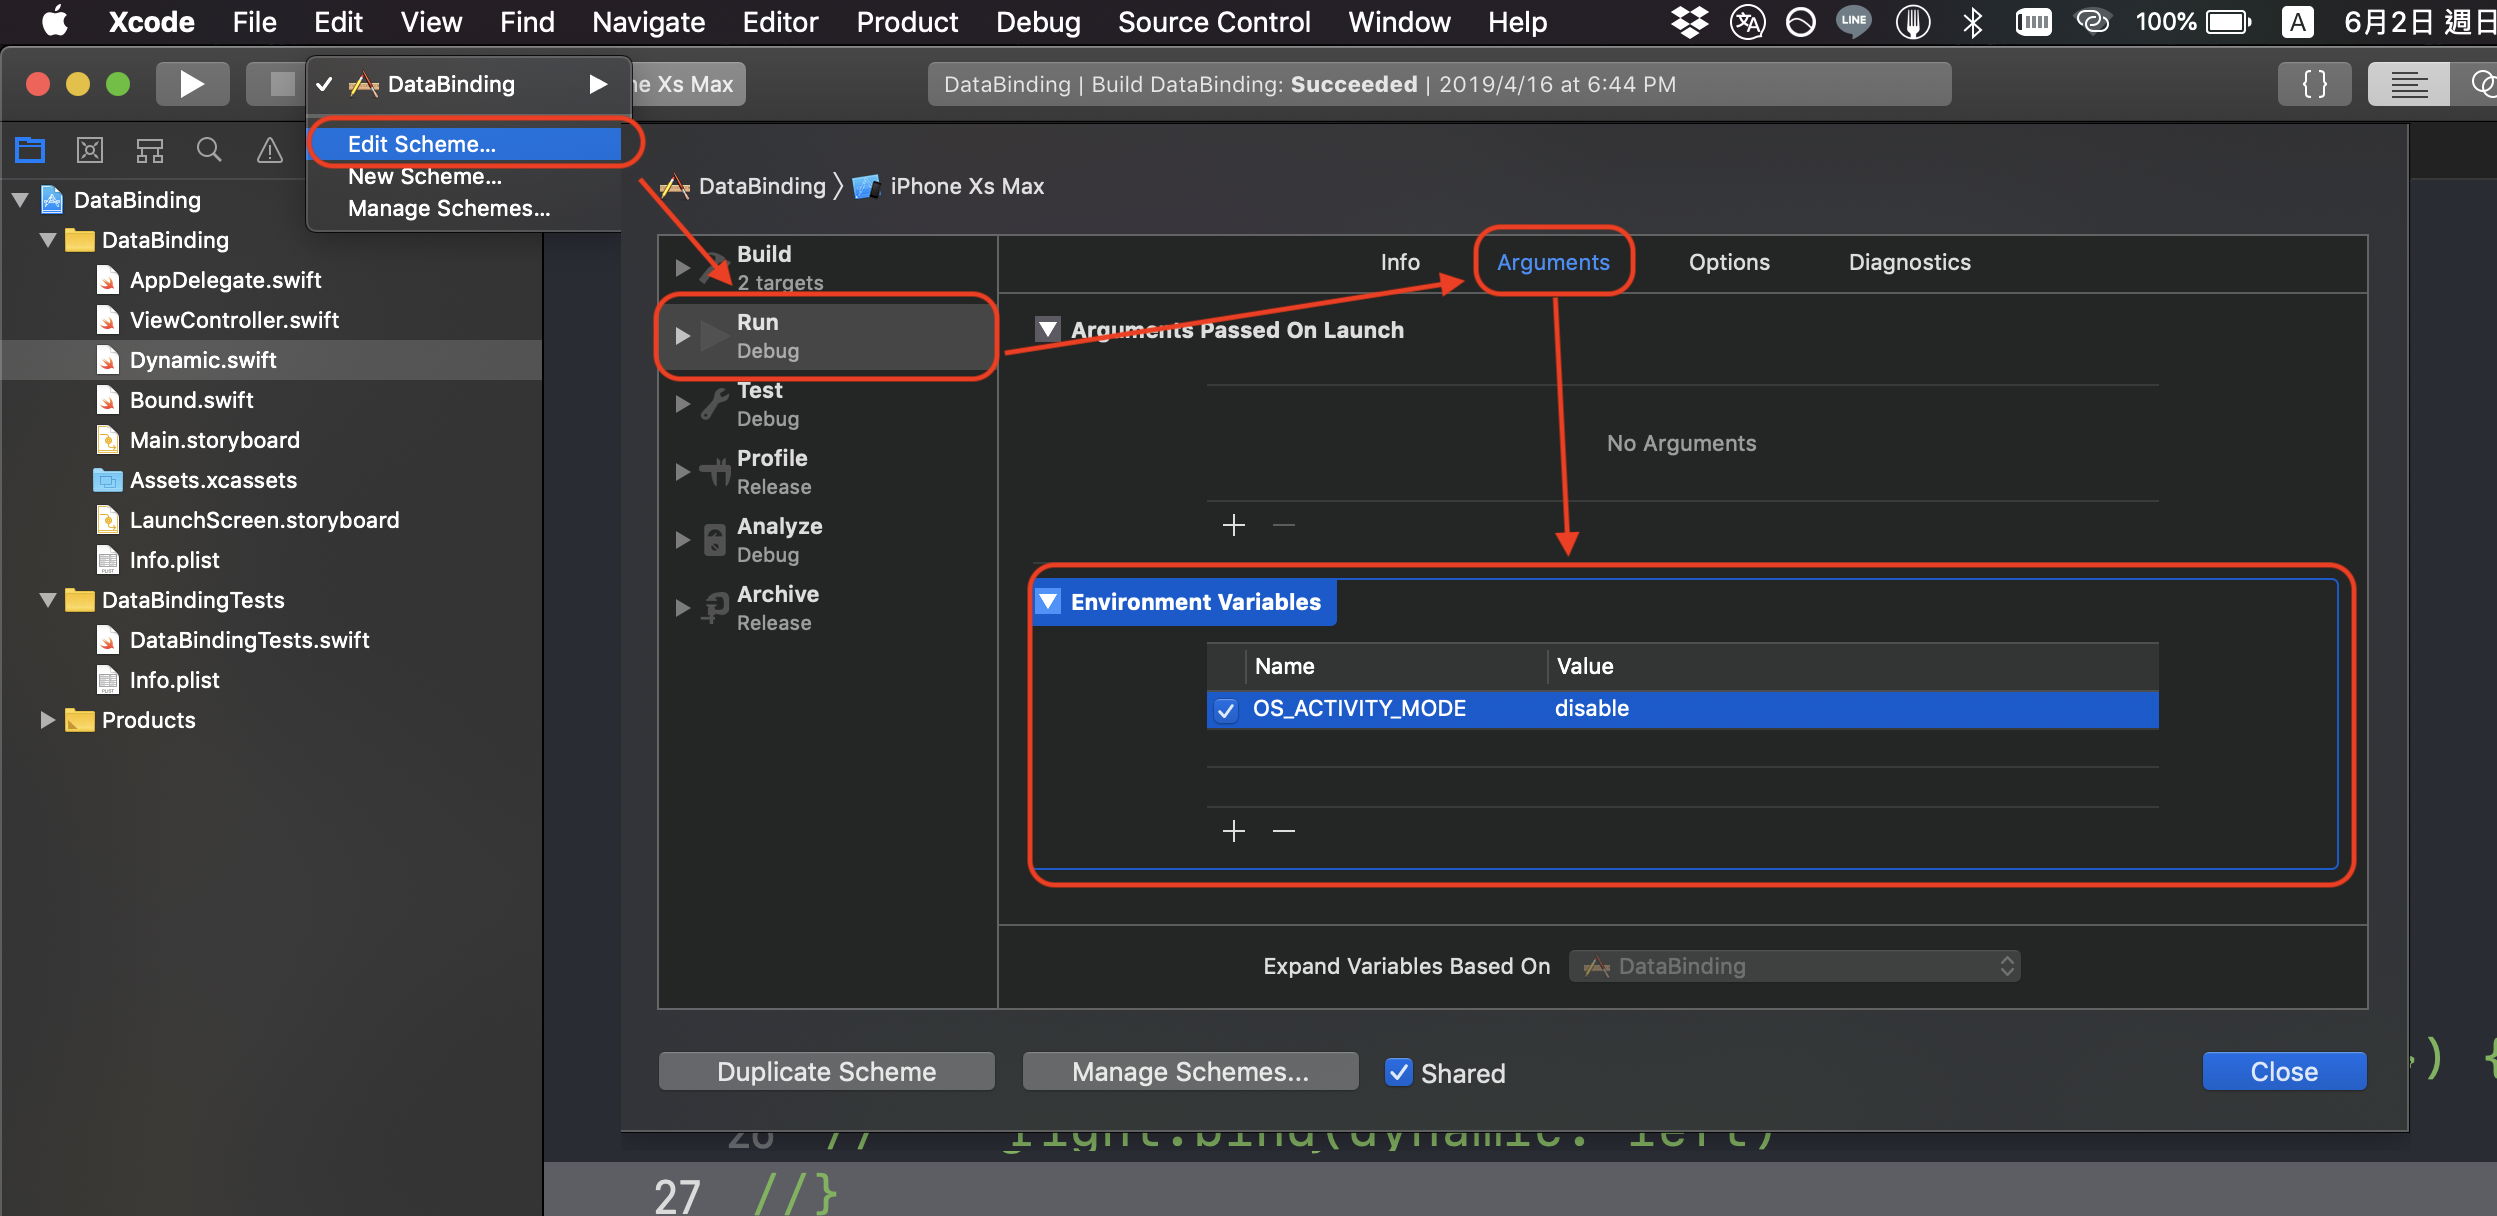 Xcode File Edit View Find Navigate Editor Product Debug Source Control Window Help LINE 100% A 6月2日 週日
DataBinding
ne Xs Max
DataBinding | Build DataBinding: Succeeded | 2019/4/16 at 6:44 PM
{ }
Edit Scheme...
New Scheme...
Manage Schemes...
DataBinding
DataBinding
AppDelegate.swift
ViewController.swift
Dynamic.swift
Bound.swift
Main.storyboard
Assets.xcassets
LaunchScreen.storyboard
Info.plist
DataBindingTests
DataBindingTests.swift
Info.plist
Products
DataBinding
iPhone Xs Max
Build
2 targets
Run
Debug
Test
Debug
Profile
Release
Analyze
Debug
Archive
Release
Info Arguments Options Diagnostics
Arguments Passed On Launch
No Arguments
Environment Variables
Name Value
OS_ACTIVITY_MODE disable
Expand Variables Based On DataBinding
Duplicate Scheme Manage Schemes... Shared Close
) {
26 // right.bind(dynamic: left)
27 //}